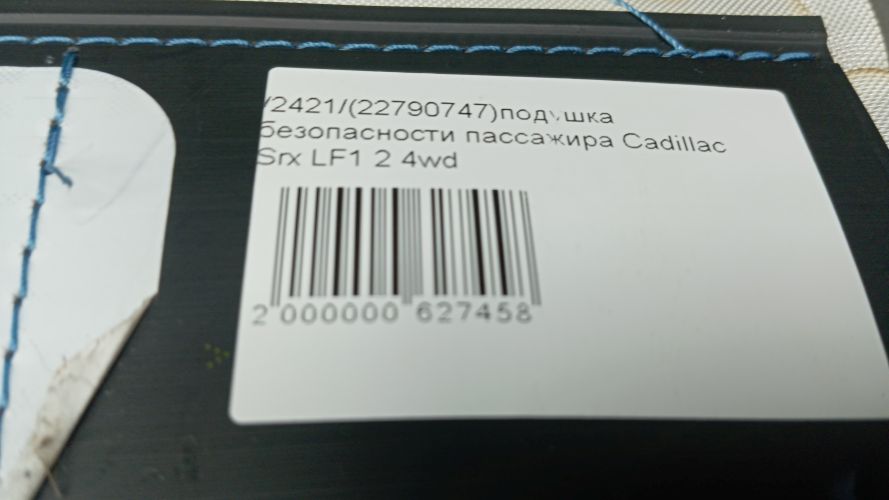 /2421/(22790747)подушка
безопасности пассажира Cadillac
Srx LF1 2 4wd
2 000000 627458